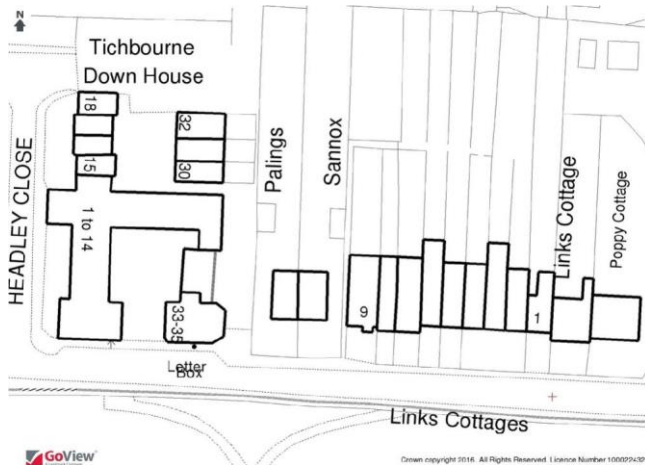 N
Tichbourne
Down House
18
32
30
15
1 to 14
33-35
HEADLEY CLOSE
Palings
Sannox
Links Cottage
Poppy Cottage
9
1
Letter
Box
Links Cottages
GoView
Crown copyright 2016. All Rights Reserved. Licence Number 100022432